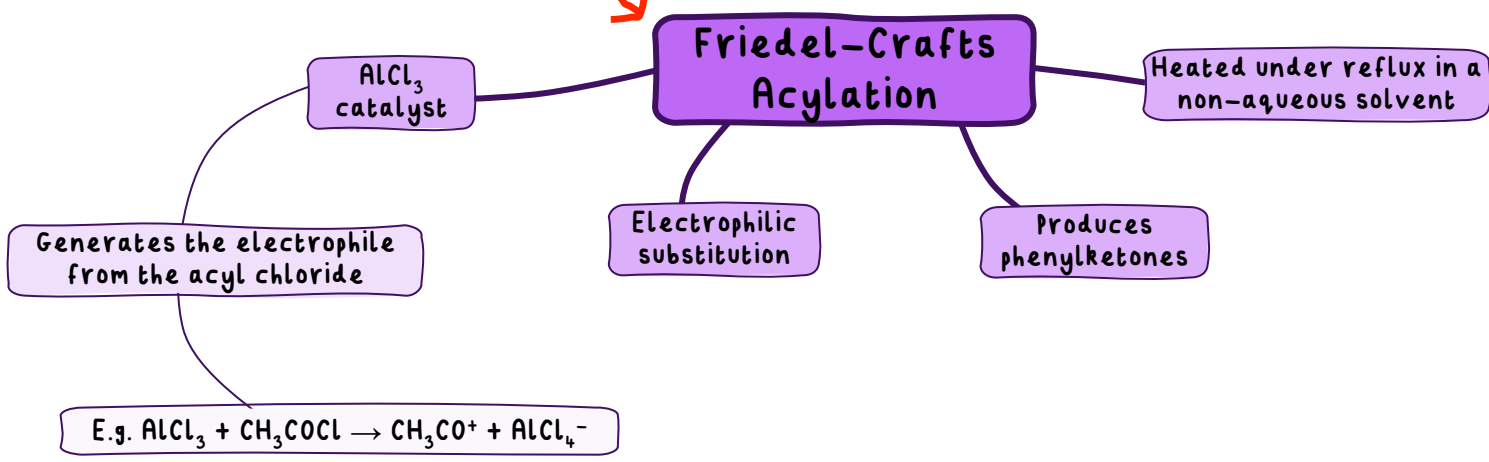 Friedel–Crafts
Acylation
AlCl₃
catalyst
Heated under reflux in a
non–aqueous solvent
Generates the electrophile
from the acyl chloride
Electrophilic
substitution
Produces
phenylketones
E.g. AlCl₃ + CH₃COCl → CH₃CO⁺ + AlCl₄⁻